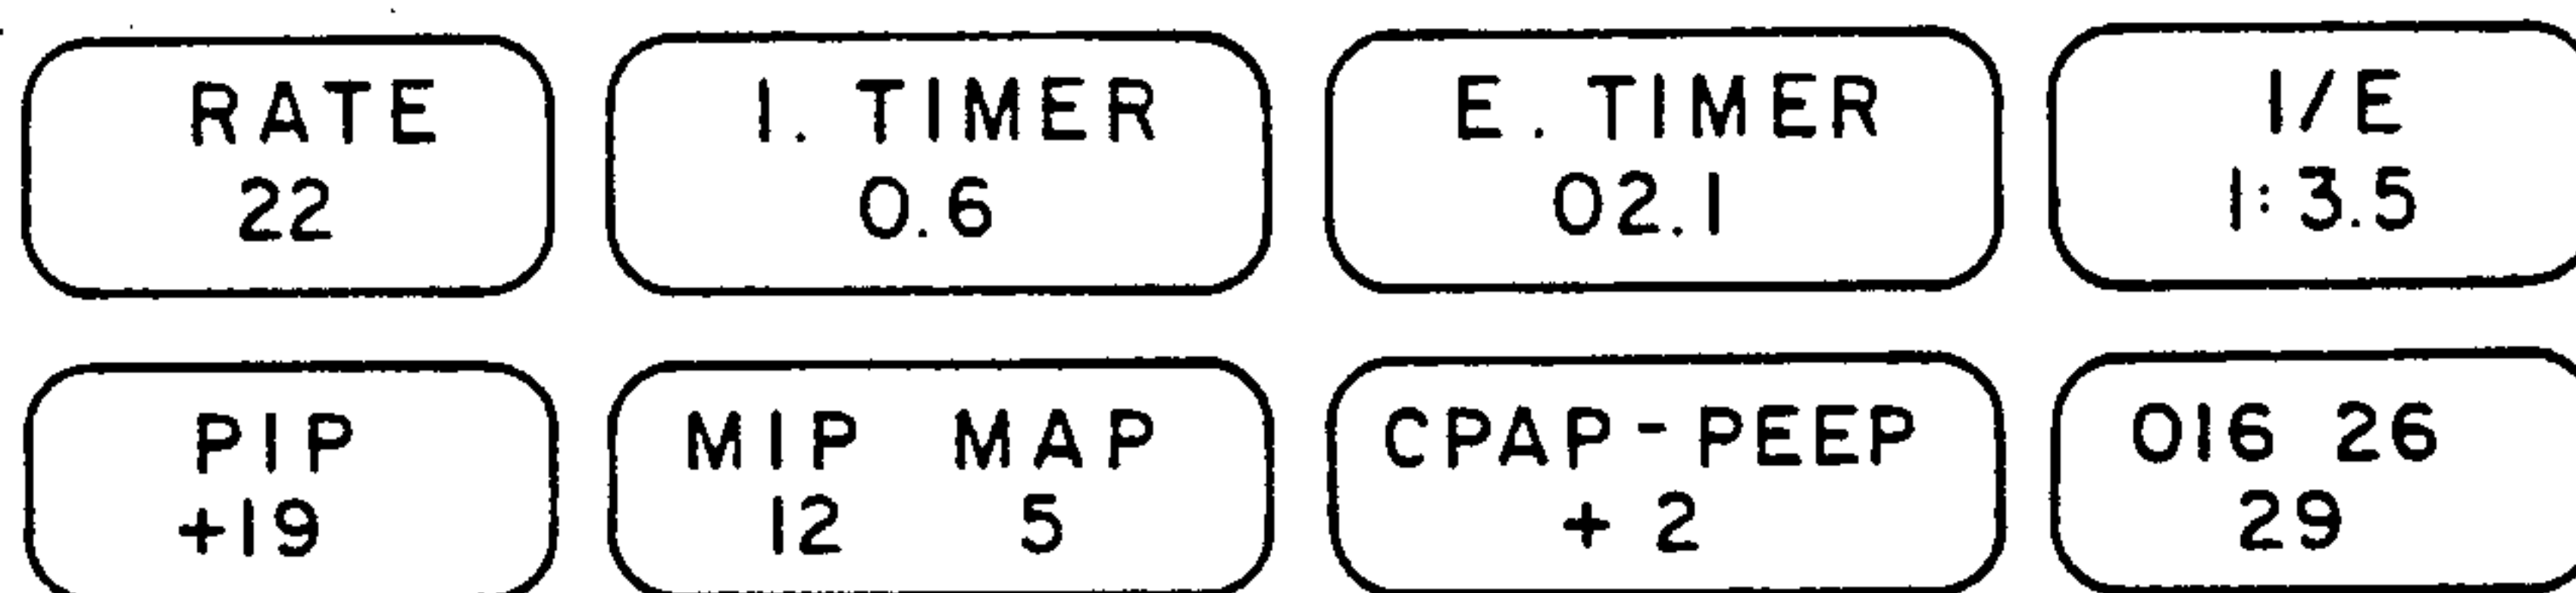 RATE
22
I. TIMER
0.6
E. TIMER
02.1
I/E
1:3.5
PIP
+19
MIP MAP
12 5
CPAP-PEEP
+ 2
016 26
29